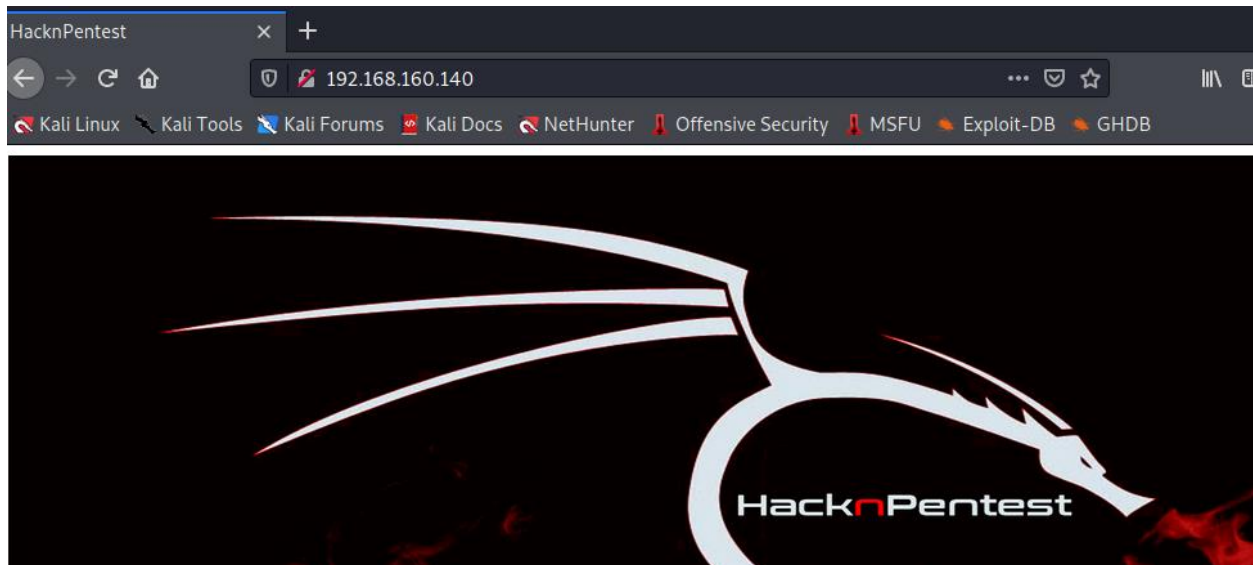 HacknPentest
192.168.160.140
Kali Linux Kali Tools Kali Forums Kali Docs NetHunter Offensive Security MSFU Exploit-DB GHDB
HacknPentest